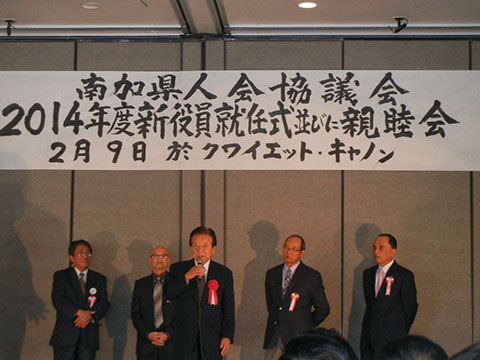 南加県人会協議会
2014年度新役員就任式並びに親睦会
2月9日 於 クワイエット・キャノン